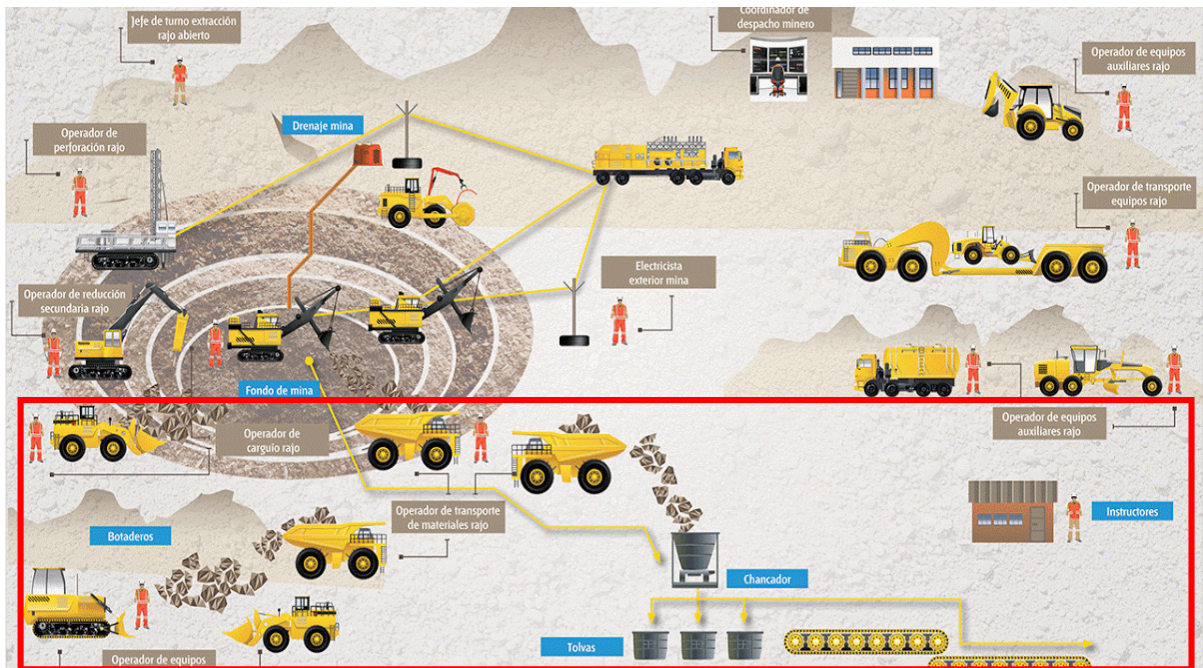 Jefe de turno extracción
rajo abierto
Coordinador de
despacho minero
Operador de equipos
auxiliares rajo
Drenaje mina
Operador de
perforación rajo
Operador de transporte
equipos rajo
Electricista
exterior mina
Operador de reducción
secundaria rajo
Fondo de mina
Operador de
carguío rajo
Operador de equipos
auxiliares rajo
Operador de transporte
de materiales rajo
Instructores
Botaderos
Chancador
Tolvas
Operador de equipos